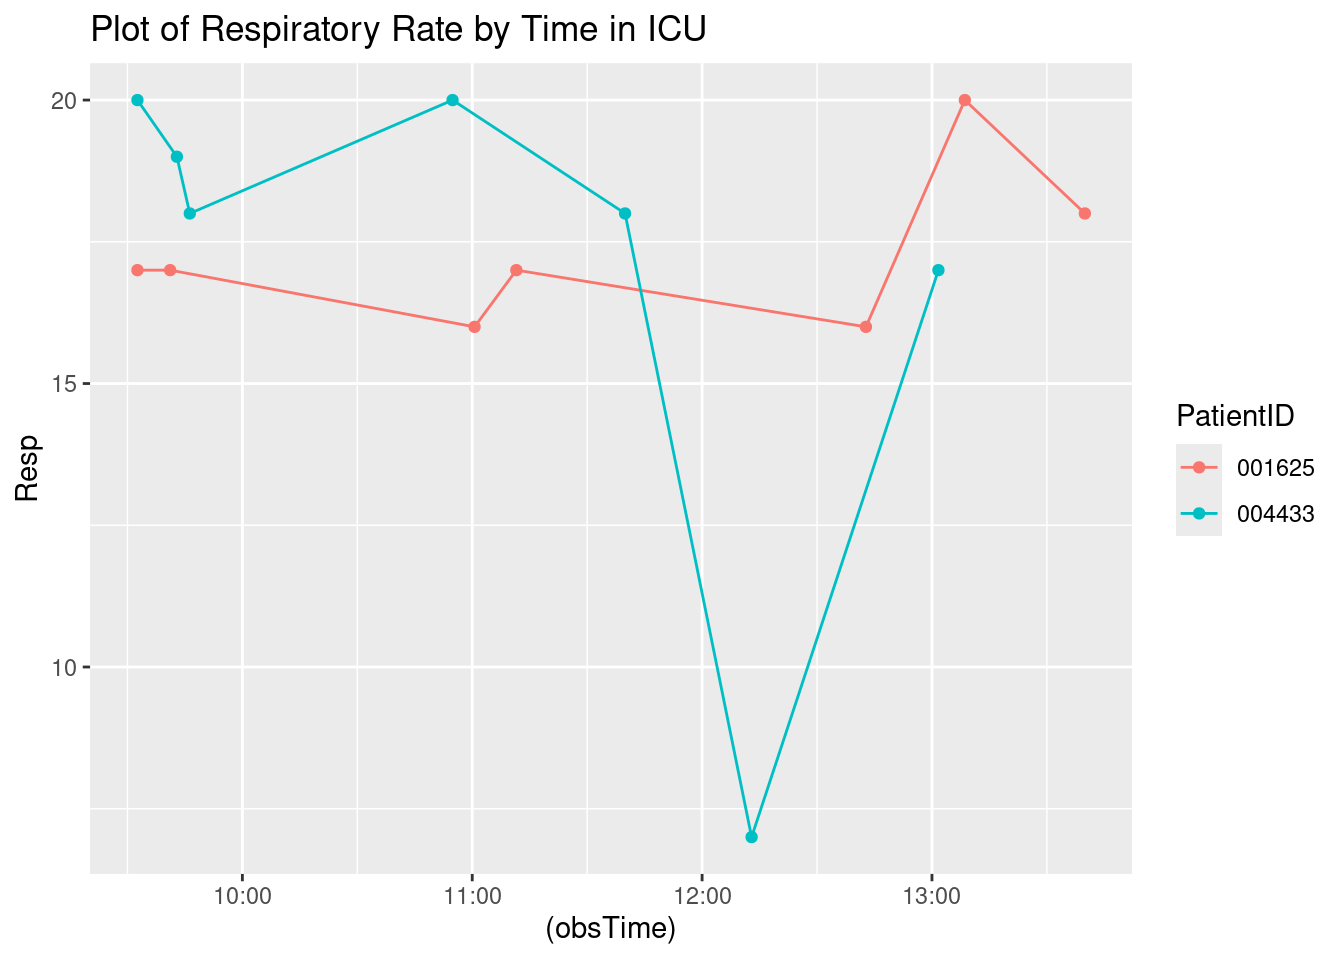 Plot of Respiratory Rate by Time in ICU
20
15
10
Resp
10:00 11:00 12:00 13:00
(obsTime)
PatientID
001625
004433